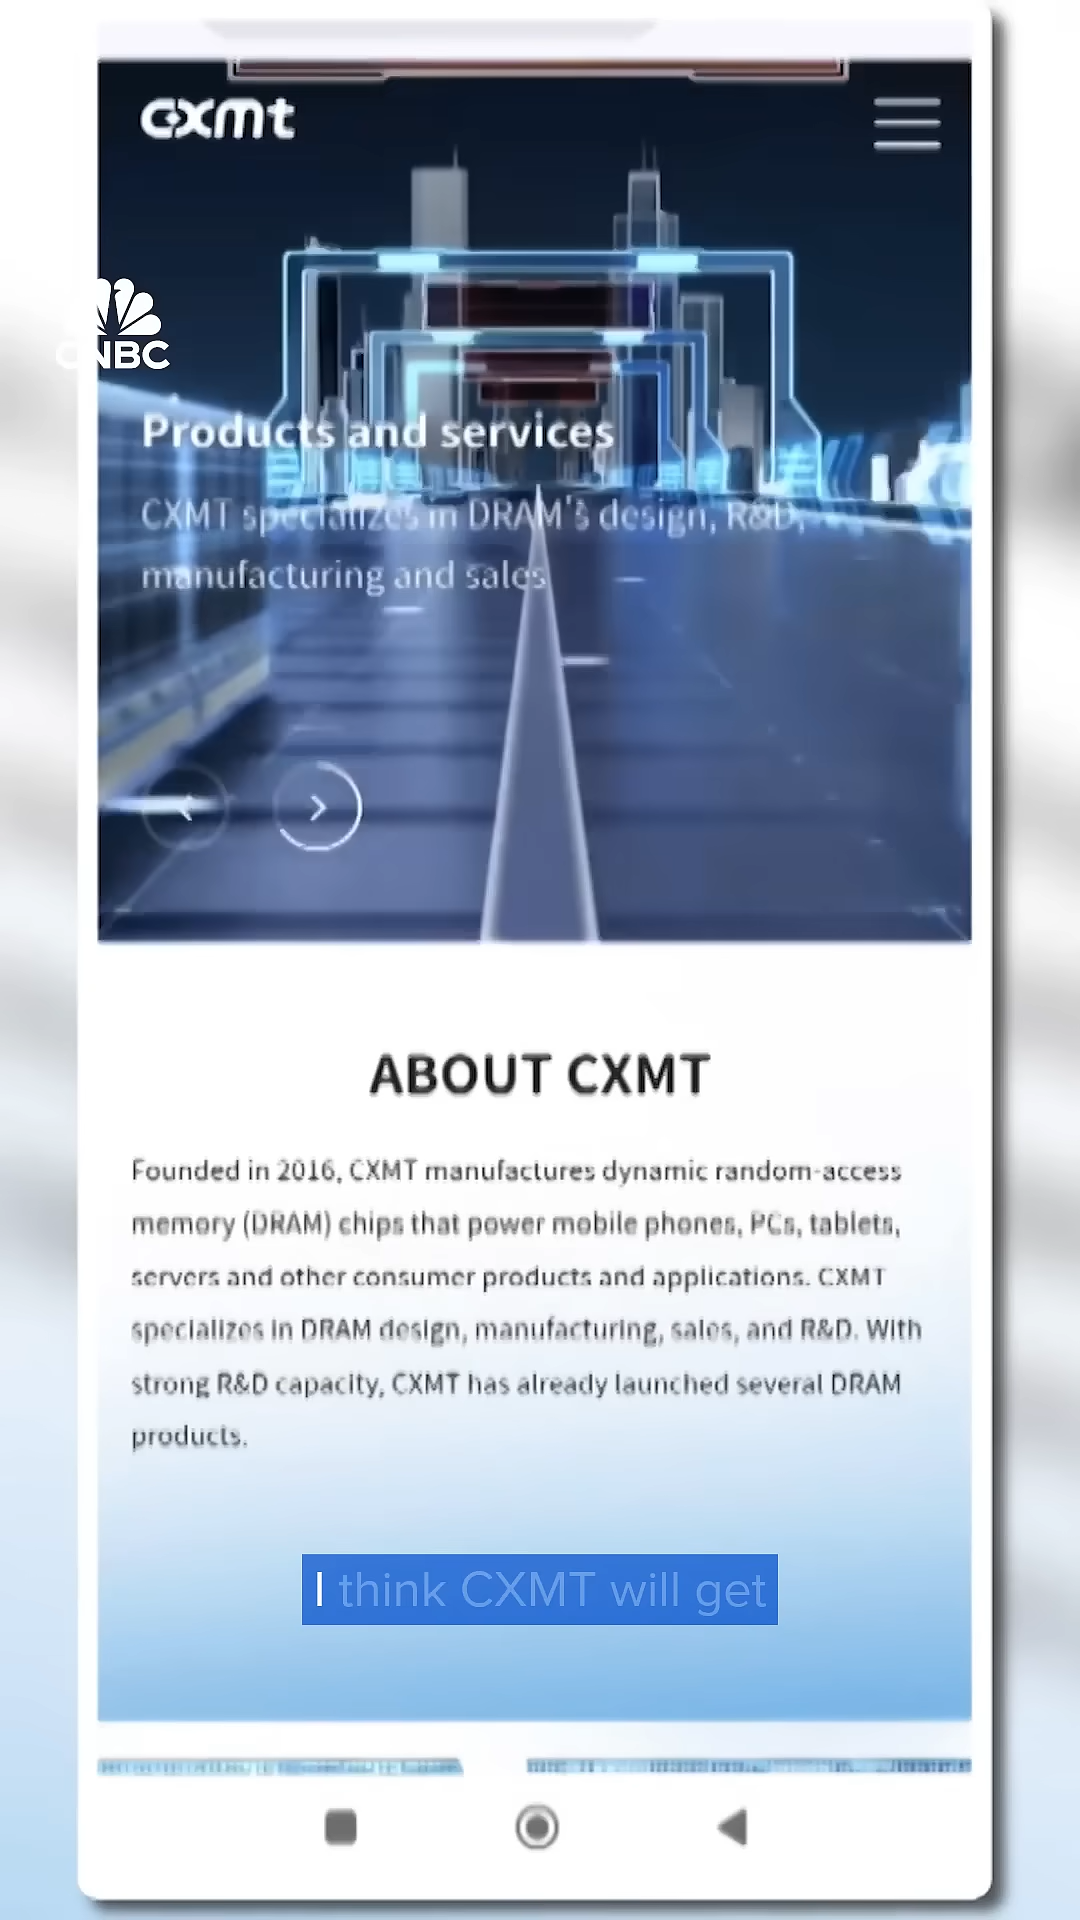 cxmt
CNBC
Products and services
CXMT specializes in DRAM's design, R&D,
manufacturing and sales
ABOUT CXMT
Founded in 2016, CXMT manufactures dynamic random-access
memory (DRAM) chips that power mobile phones, PCs, tablets,
servers and other consumer products and applications. CXMT
specializes in DRAM design, manufacturing, sales, and R&D. With
strong R&D capacity, CXMT has already launched several DRAM
products.
I think CXMT will get